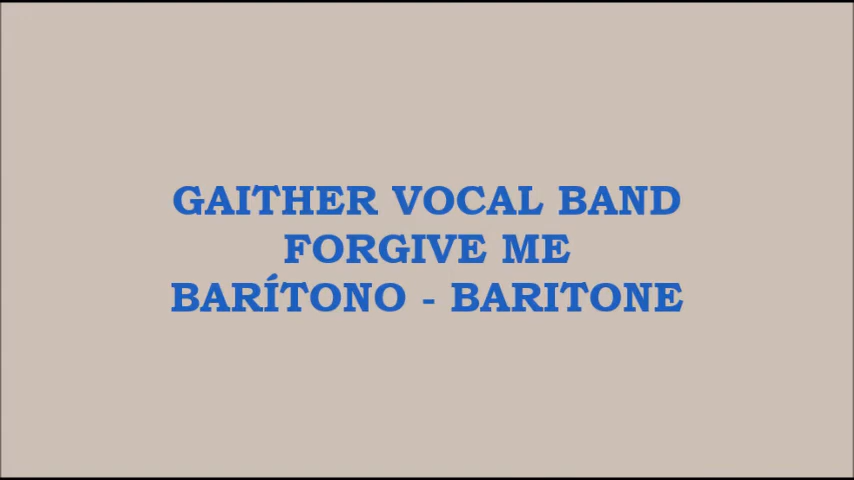 GAITHER VOCAL BAND
FORGIVE ME
BARÍTONO - BARITONE